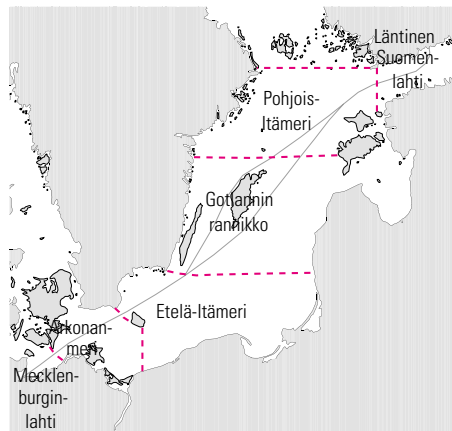 Läntinen
Suomen-
lahti
Pohjois-
Itämeri
Gotlannin
rannikko
Etelä-Itämeri
Arkonan-
meri
Mecklen-
burgin-
lahti